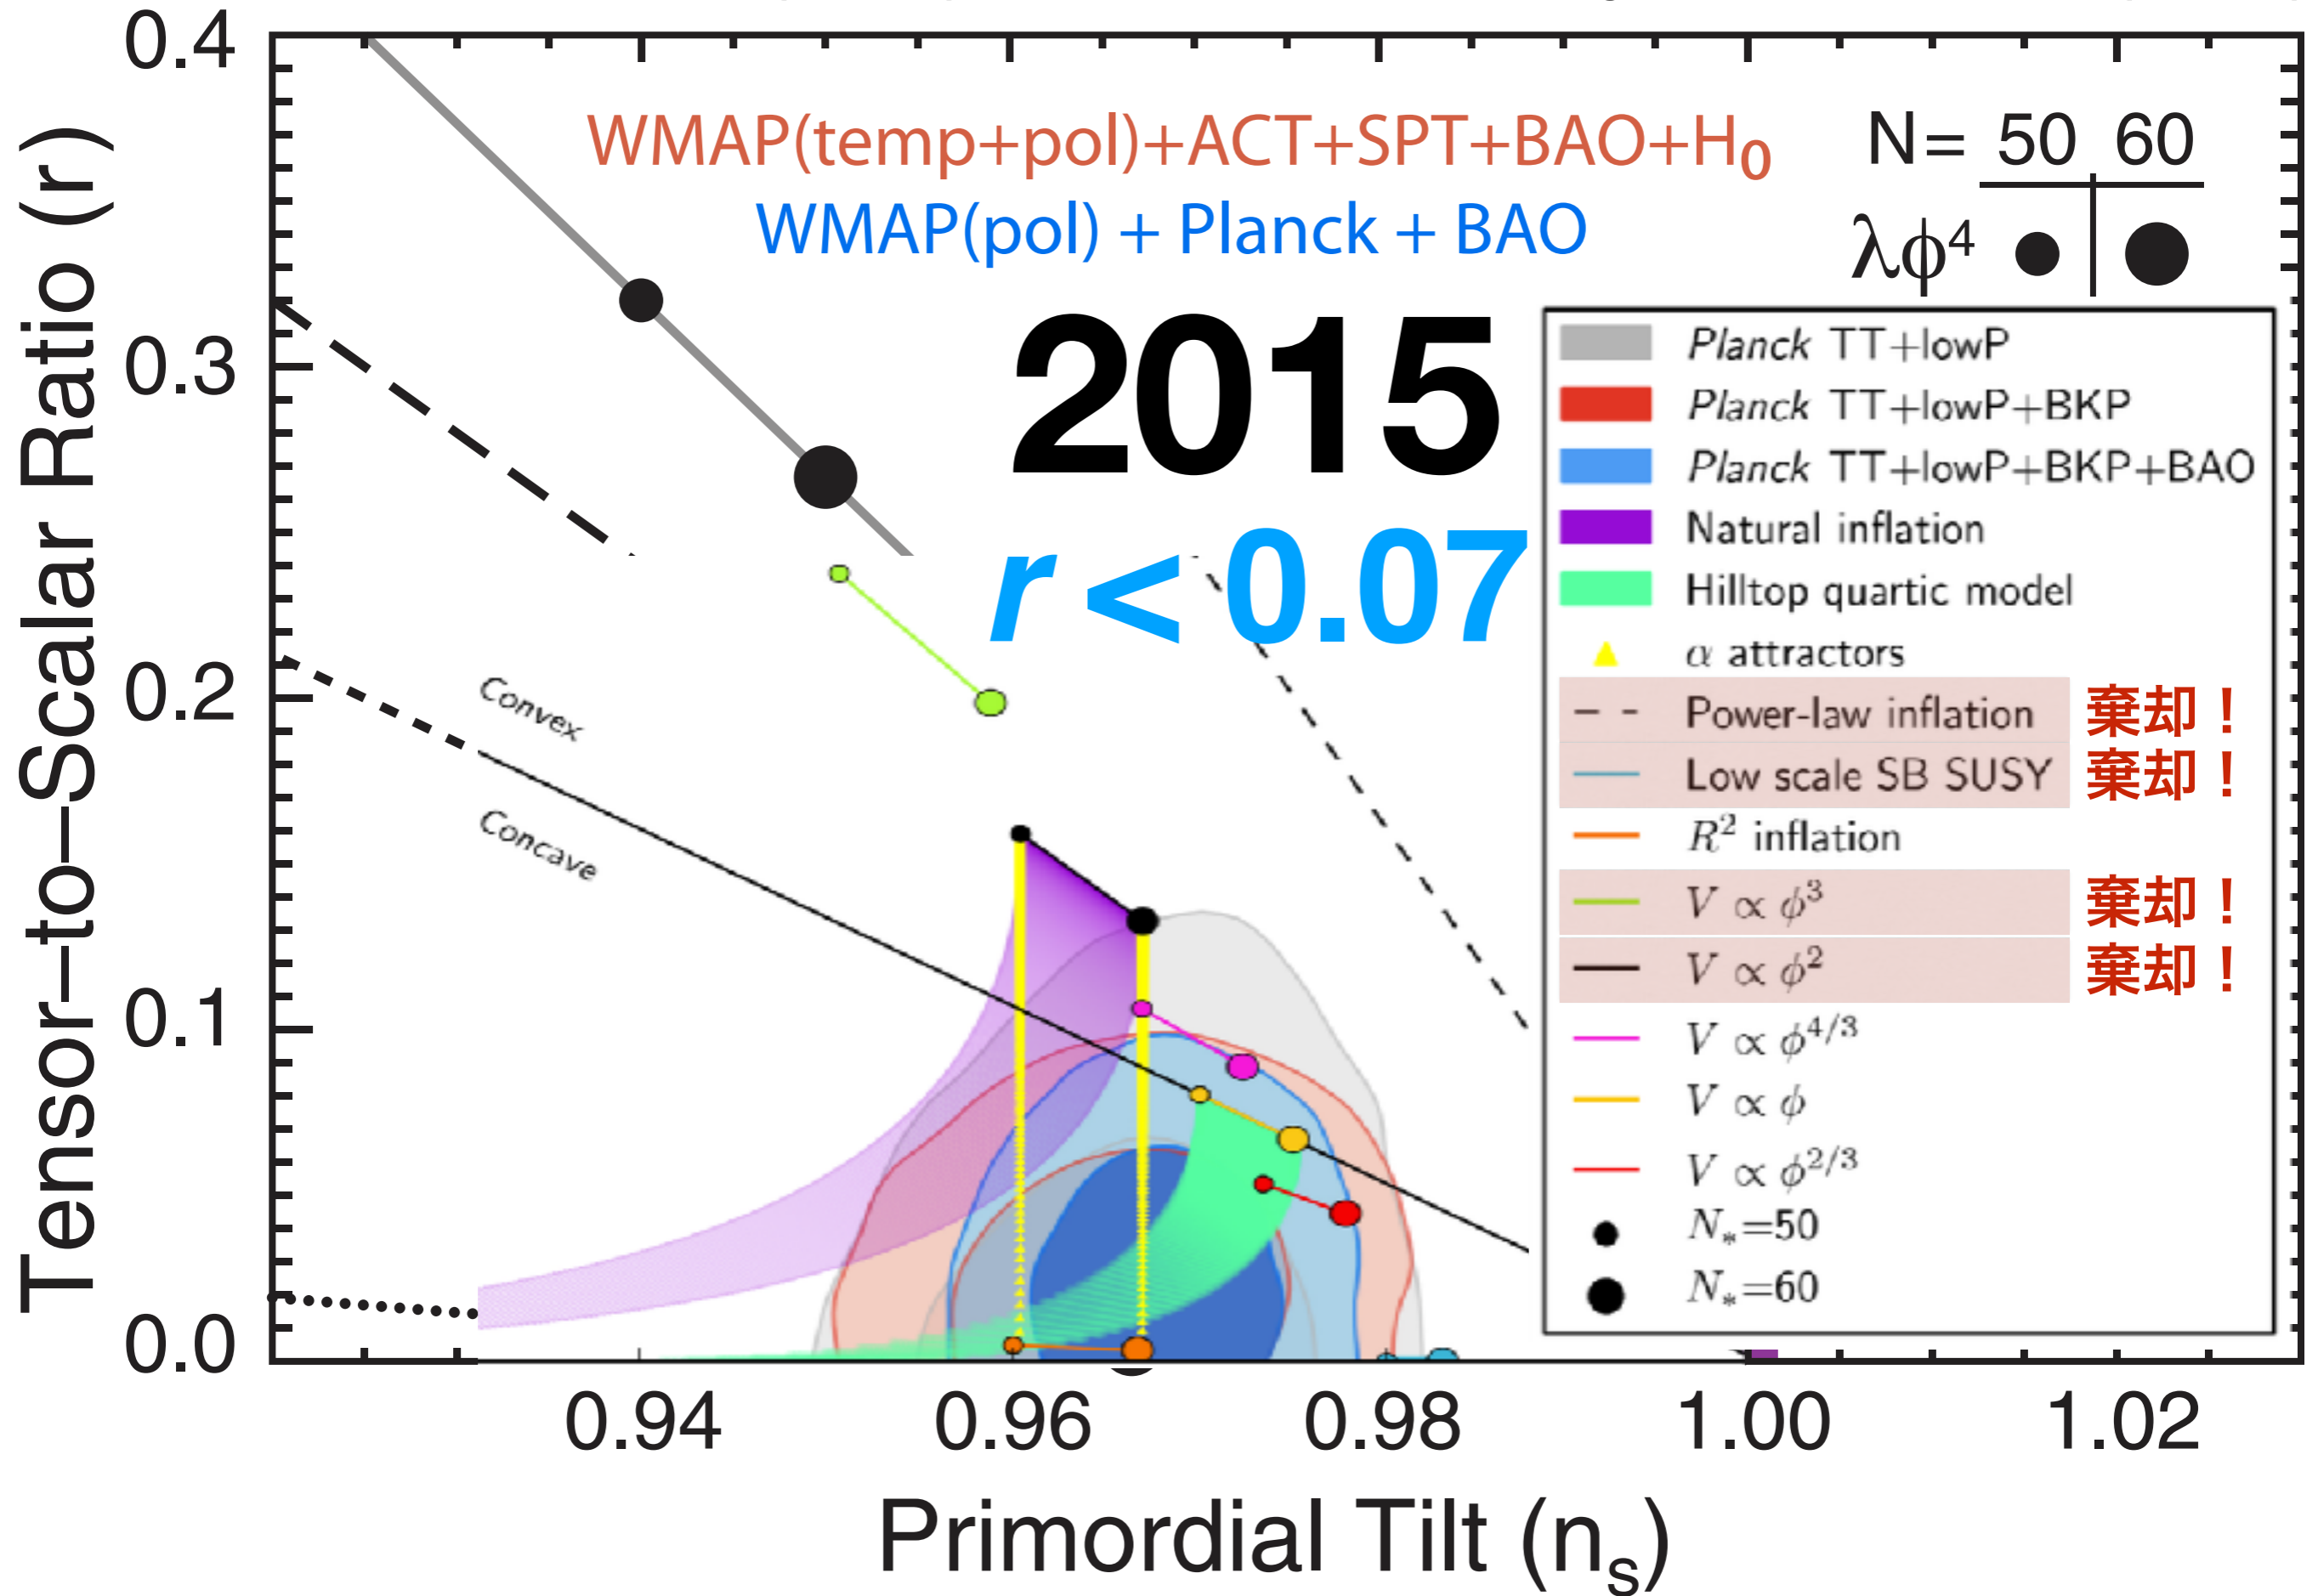 0.4
0.3
0.2
0.1
0.0
Tensor–to–Scalar Ratio (r)
WMAP(temp+pol)+ACT+SPT+BAO+H₀
WMAP(pol) + Planck + BAO
N= 50 60
λϕ⁴
2015
r < 0.07
Convex
Concave
Planck TT+lowP
Planck TT+lowP+BKP
Planck TT+lowP+BKP+BAO
Natural inflation
Hilltop quartic model
α attractors
Power-law inflation 棄却！
Low scale SB SUSY 棄却！
R² inflation
V ∝ ϕ³ 棄却！
V ∝ ϕ² 棄却！
V ∝ ϕ^{4/3}
V ∝ ϕ
V ∝ ϕ^{2/3}
N_*=50
N_*=60
0.94 0.96 0.98 1.00 1.02
Primordial Tilt (nₛ)